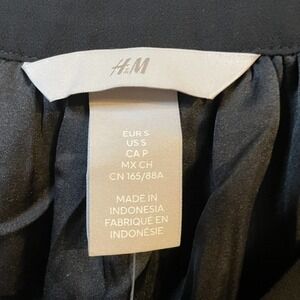 H&M
EUR S
US S
CA P
MX CH
CN 165/88A
MADE IN
INDONESIA
FABRIQUÉ EN
INDONÉSIE